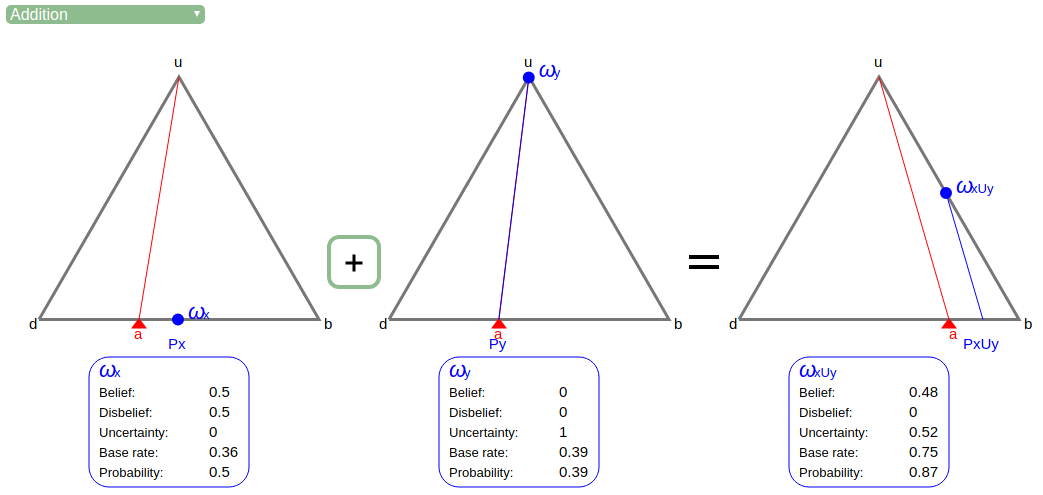 Addition
u
d
b
a
ωx
Px
+
u
ωy
d
b
a
Py
=
u
ωxUy
d
b
a
PxUy
ωx
Belief: 0.5
Disbelief: 0.5
Uncertainty: 0
Base rate: 0.36
Probability: 0.5
ωy
Belief: 0
Disbelief: 0
Uncertainty: 1
Base rate: 0.39
Probability: 0.39
ωxUy
Belief: 0.48
Disbelief: 0
Uncertainty: 0.52
Base rate: 0.75
Probability: 0.87